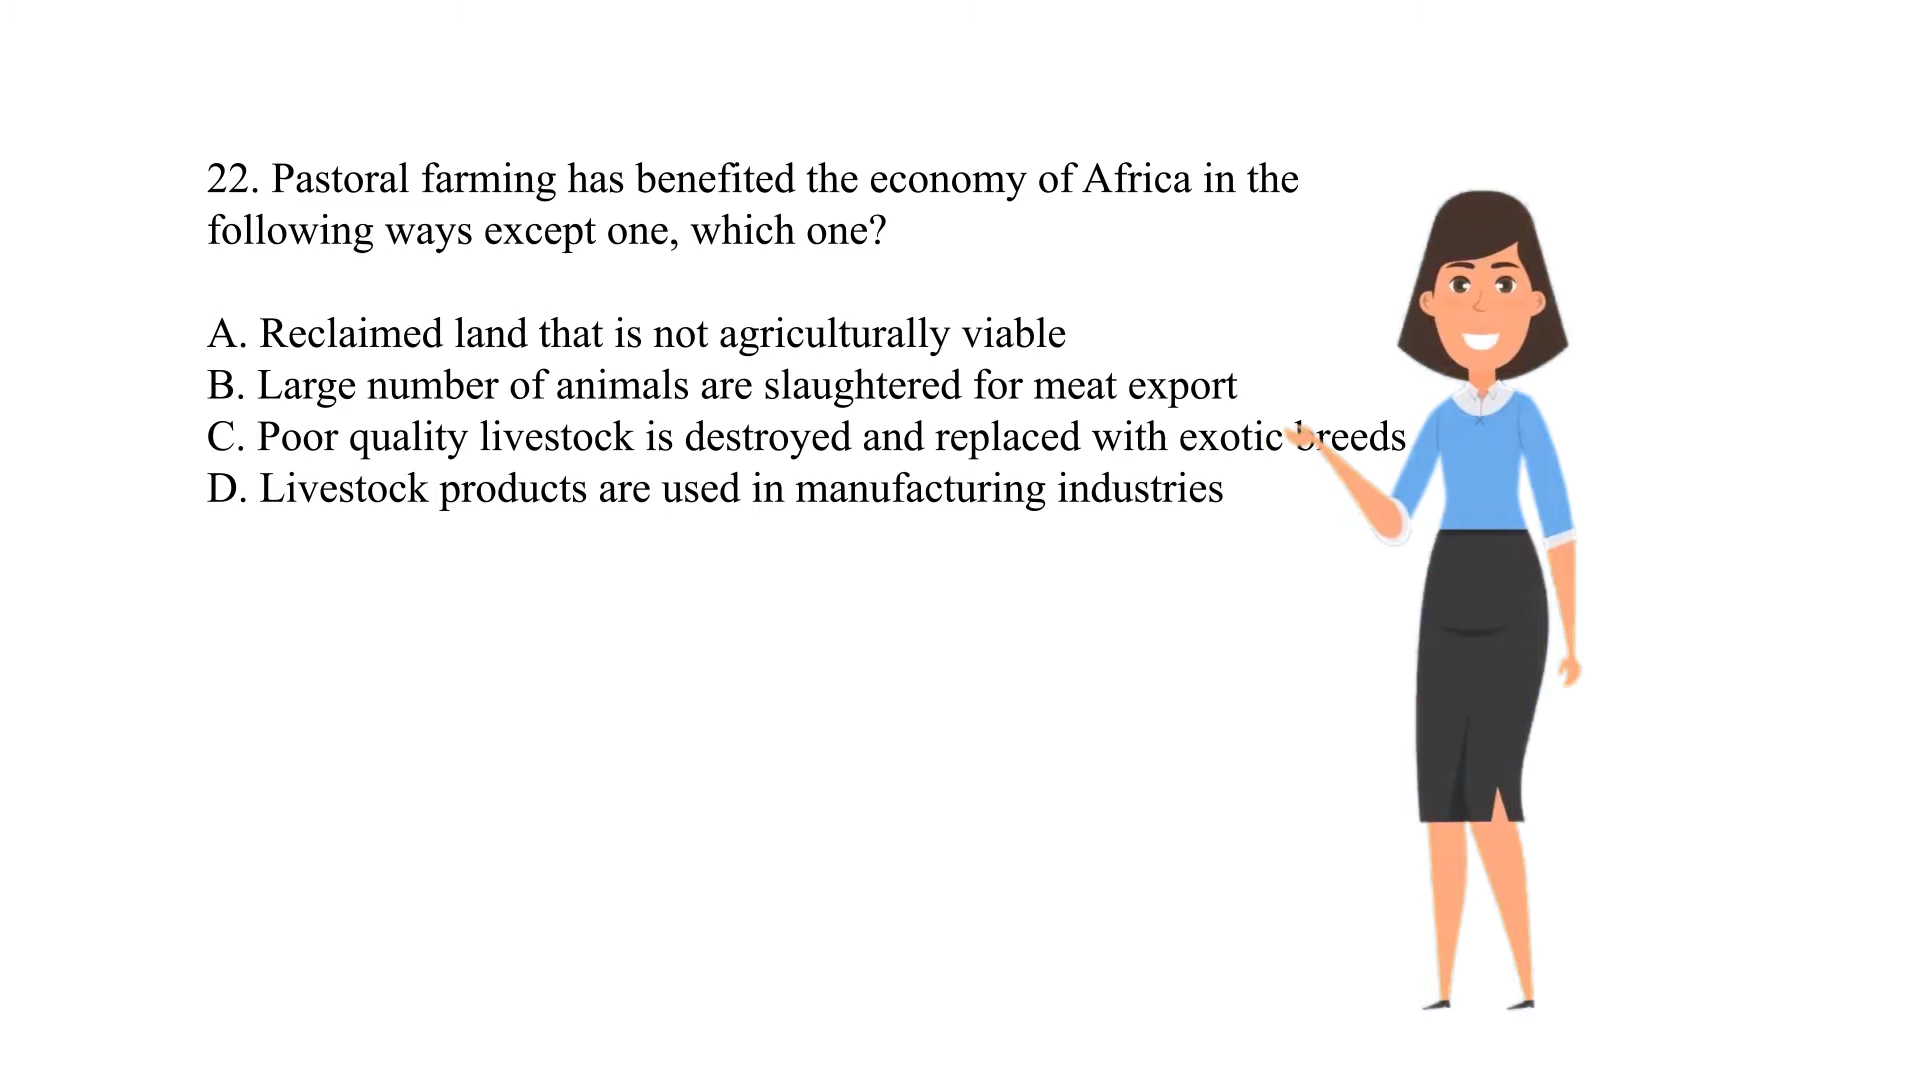 22. Pastoral farming has benefited the economy of Africa in the
following ways except one, which one?
A. Reclaimed land that is not agriculturally viable
B. Large number of animals are slaughtered for meat export
C. Poor quality livestock is destroyed and replaced with exotic breeds
D. Livestock products are used in manufacturing industries